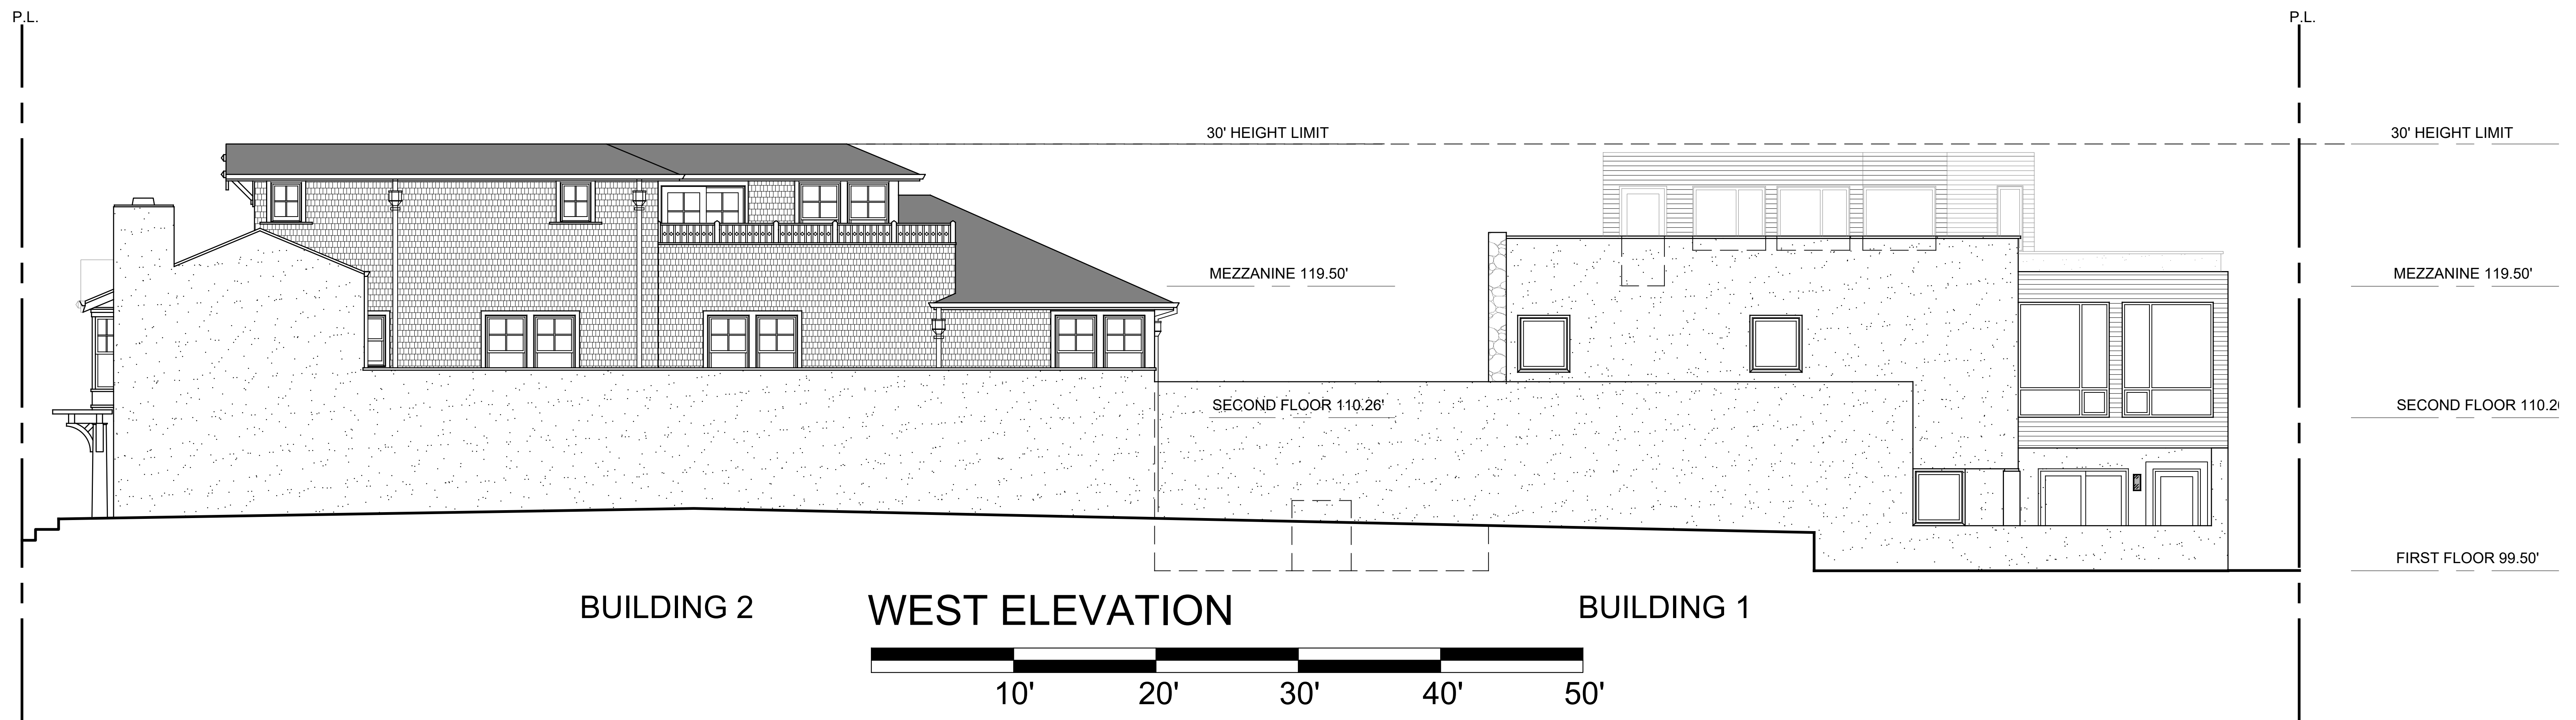 P.L.
P.L.
30' HEIGHT LIMIT
30' HEIGHT LIMIT
MEZZANINE 119.50'
MEZZANINE 119.50'
SECOND FLOOR 110.26'
SECOND FLOOR 110.2
FIRST FLOOR 99.50'
BUILDING 2
WEST ELEVATION
BUILDING 1
10'
20'
30'
40'
50'